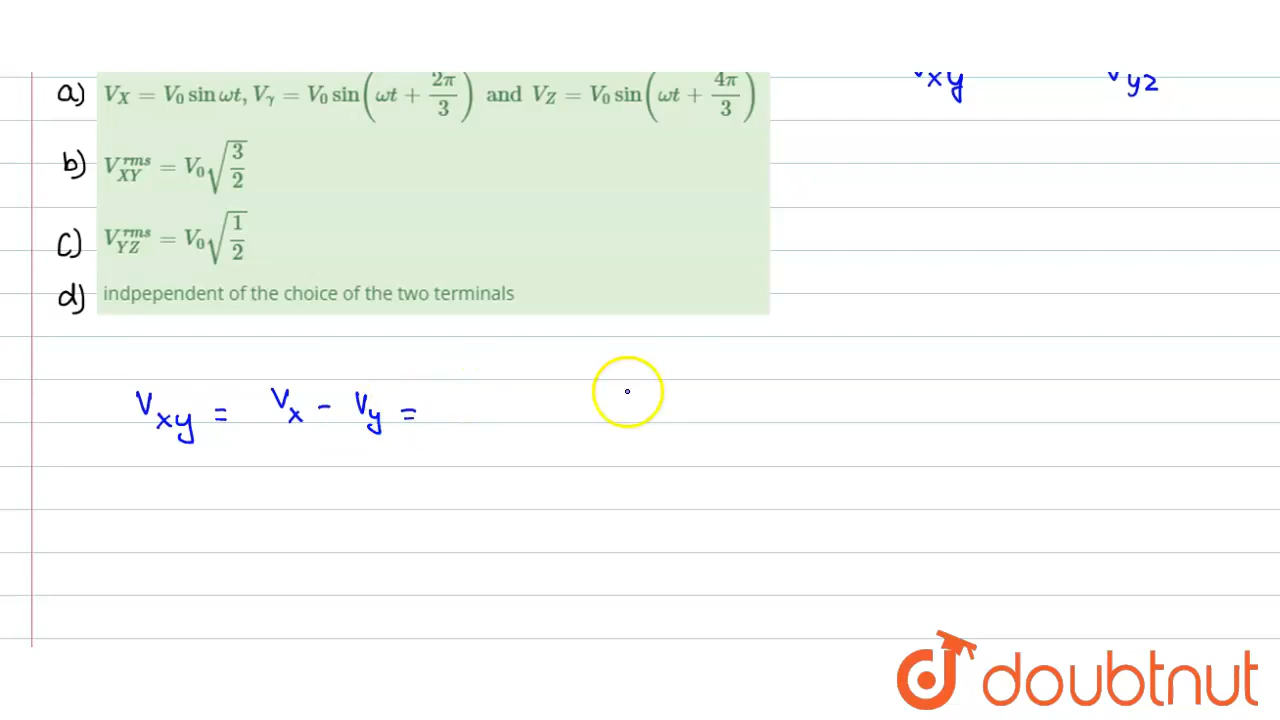 Vxy Vyz
a) V_X = V_0 sin ωt, V_γ = V_0 sin(ωt + 2π/3) and V_Z = V_0 sin(ωt + 4π/3)
b) V_XY^rms = V_0 √(3/2)
c) V_YZ^rms = V_0 √(1/2)
d) indpependent of the choice of the two terminals
Vxy = Vx - Vy =
doubtnut